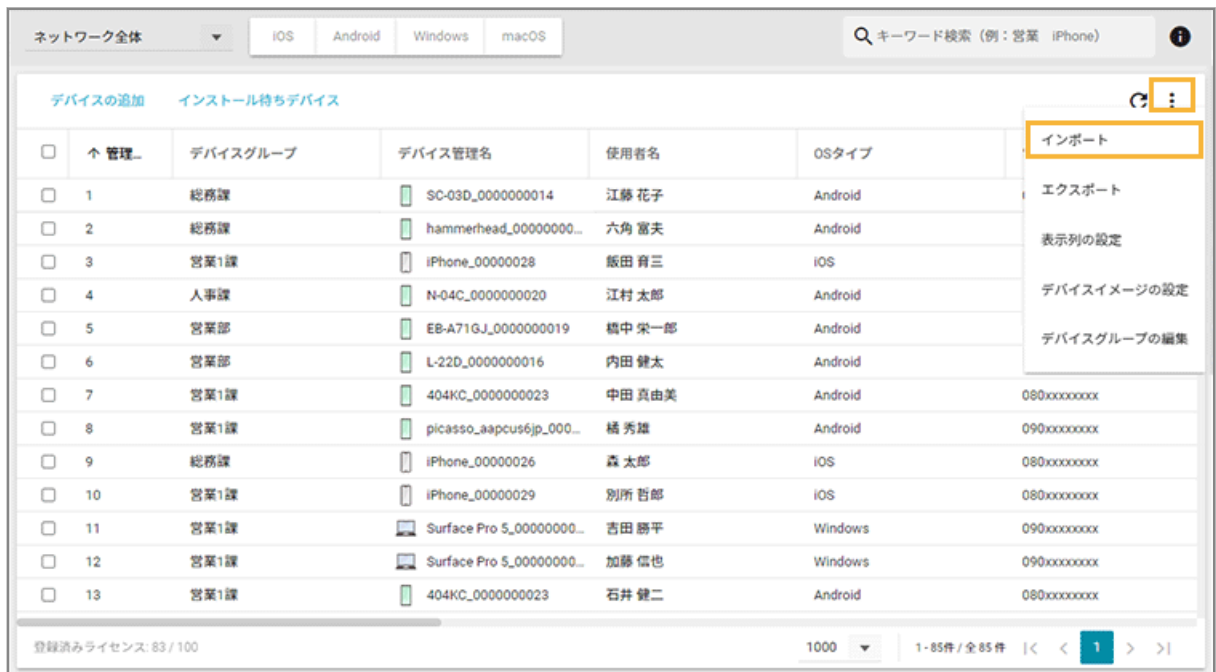 ネットワーク全体 iOS Android Windows macOS キーワード検索（例：営業　iPhone）
デバイスの追加 インストール待ちデバイス
管理... デバイスグループ デバイス管理名 使用者名 OSタイプ インポート
1 総務課 SC-03D_0000000014 江藤 花子 Android エクスポート
2 総務課 hammerhead_00000000... 六角 富夫 Android 表示列の設定
3 営業1課 iPhone_00000028 飯田 育三 iOS
4 人事課 N-04C_0000000020 江村 太郎 Android デバイスイメージの設定
5 営業部 EB-A71GJ_0000000019 橋中 栄一郎 Android デバイスグループの編集
6 営業部 L-22D_0000000016 内田 健太 Android
7 営業1課 404KC_0000000023 中田 真由美 Android 080xxxxxxxx
8 営業1課 picasso_aapcus6jp_000... 橘 秀雄 Android 090xxxxxxxx
9 総務課 iPhone_00000026 森 太郎 iOS 080xxxxxxxx
10 営業1課 iPhone_00000029 別所 哲郎 iOS 080xxxxxxxx
11 営業1課 Surface Pro 5_00000000... 吉田 勝平 Windows 090xxxxxxxx
12 営業1課 Surface Pro 5_00000000... 加藤 信也 Windows 090xxxxxxxx
13 営業1課 404KC_0000000023 石井 健二 Android 080xxxxxxxx
登録済みライセンス: 83 / 100 1000 1 - 85件 / 全 85 件 1